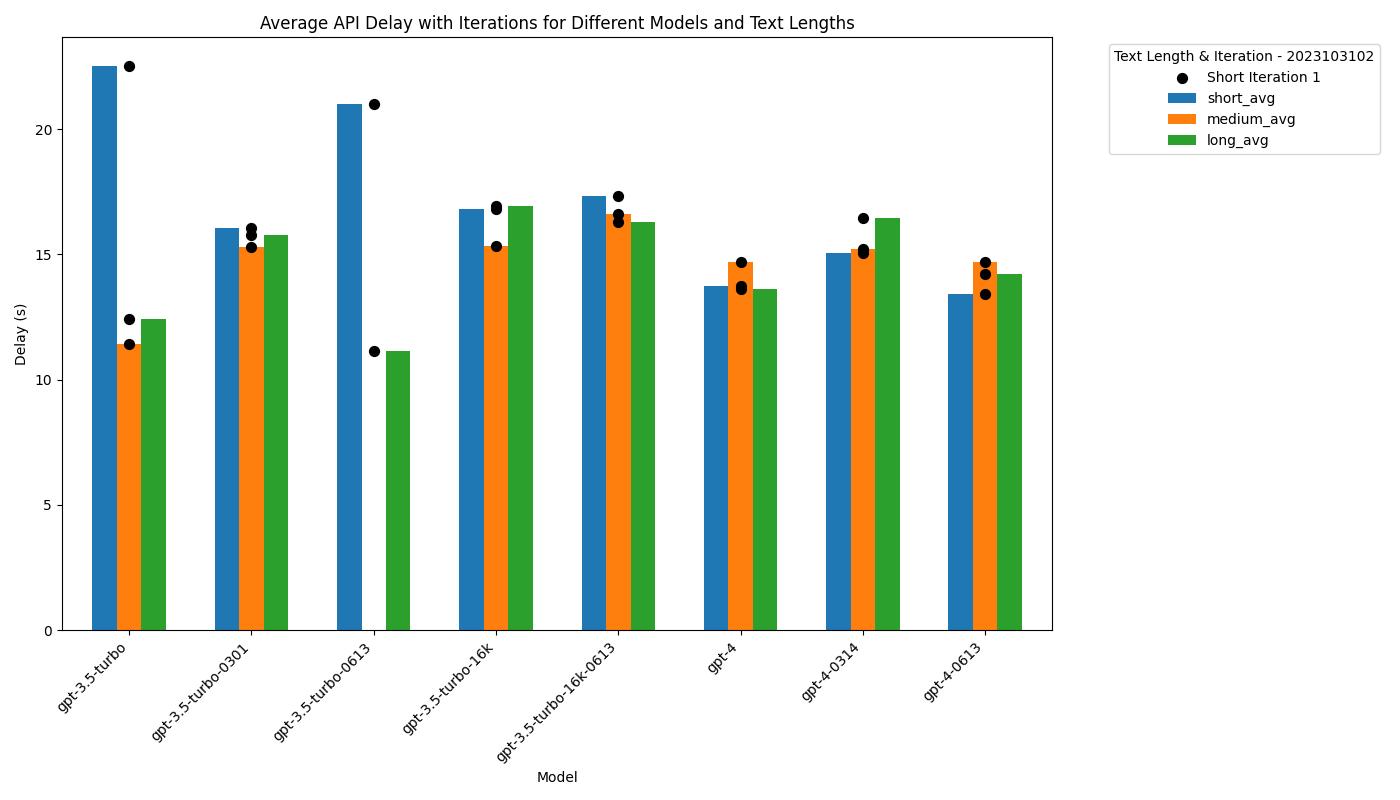 Average API Delay with Iterations for Different Models and Text Lengths
Text Length & Iteration - 2023103102
Short Iteration 1
short_avg
medium_avg
long_avg
Delay (s)
20
15
10
5
0
gpt-3.5-turbo
gpt-3.5-turbo-0301
gpt-3.5-turbo-0613
gpt-3.5-turbo-16k
gpt-3.5-turbo-16k-0613
gpt-4
gpt-4-0314
gpt-4-0613
Model